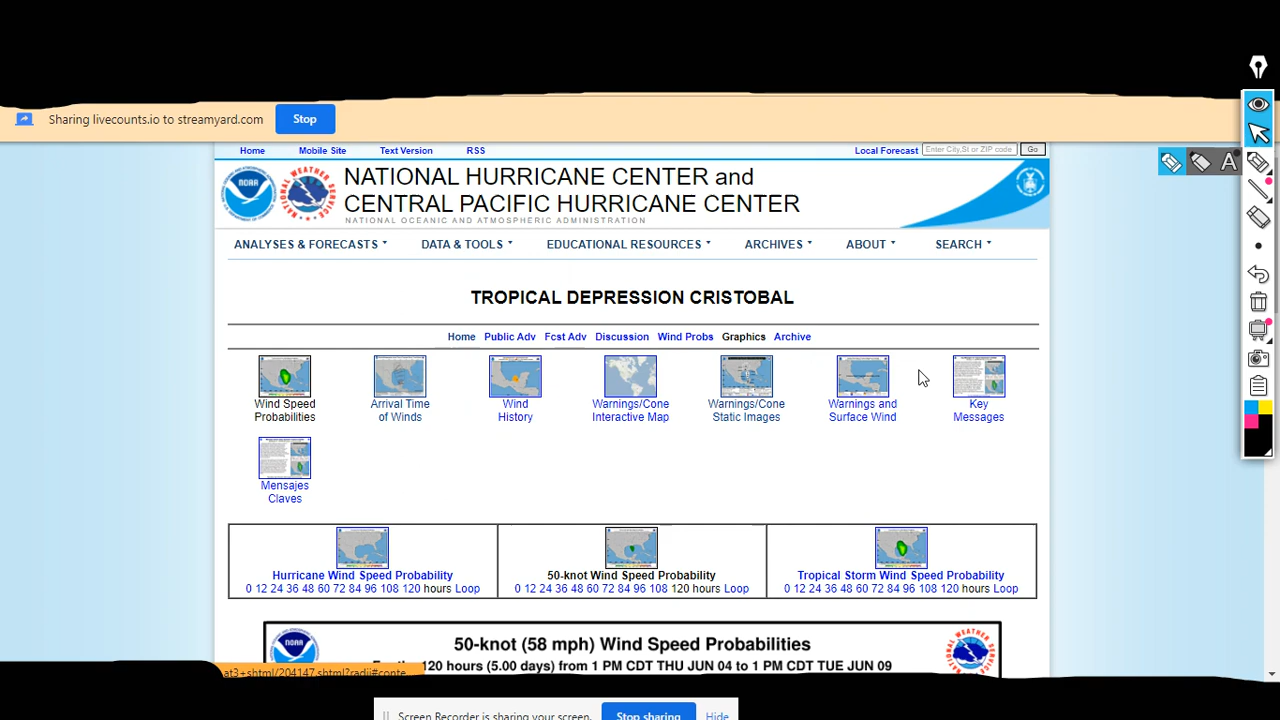 Sharing livecounts.io to streamyard.com Stop
Home Mobile Site Text Version RSS Local Forecast Enter City,St or ZIP code Go
NATIONAL HURRICANE CENTER and
CENTRAL PACIFIC HURRICANE CENTER
NATIONAL OCEANIC AND ATMOSPHERIC ADMINISTRATION
NOAA
ANALYSES & FORECASTS DATA & TOOLS EDUCATIONAL RESOURCES ARCHIVES ABOUT SEARCH
TROPICAL DEPRESSION CRISTOBAL
Home Public Adv Fcst Adv Discussion Wind Probs Graphics Archive
Wind Speed Probabilities
Arrival Time of Winds
Wind History
Warnings/Cone Interactive Map
Warnings/Cone Static Images
Warnings and Surface Wind
Key Messages
Mensajes Claves
Hurricane Wind Speed Probability
0 12 24 36 48 60 72 84 96 108 120 hours Loop
50-knot Wind Speed Probability
0 12 24 36 48 60 72 84 96 108 120 hours Loop
Tropical Storm Wind Speed Probability
0 12 24 36 48 60 72 84 96 108 120 hours Loop
NOAA
50-knot (58 mph) Wind Speed Probabilities
120 hours (5.00 days) from 1 PM CDT THU JUN 04 to 1 PM CDT TUE JUN 09
at3+shtml/204147.shtml?radii#conte
Screen Recorder is sharing your screen. Stop sharing Hide
A